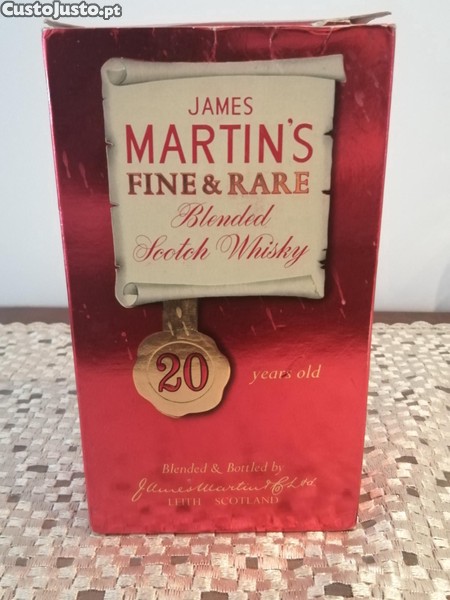 CustoJusto.pt
JAMES
MARTIN'S
FINE & RARE
Blended
Scotch Whisky
20
years old
Blended & Bottled by
James Martin & Co Ltd.
LEITH SCOTLAND